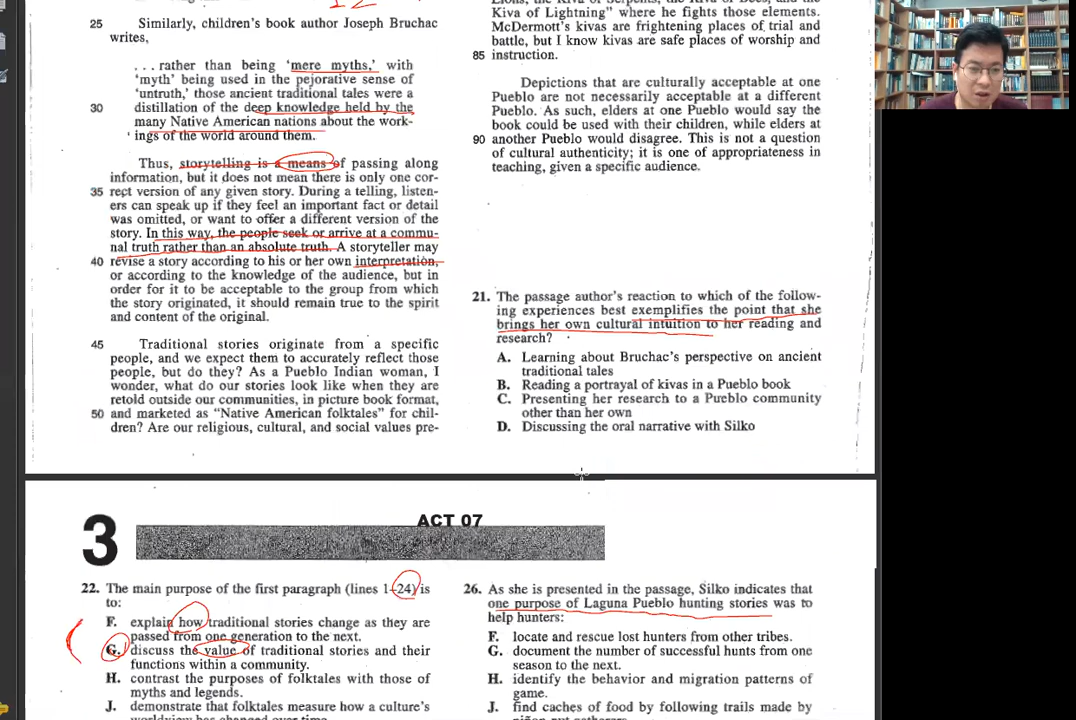 25 Similarly, children's book author Joseph Bruchac
writes,
. . . rather than being 'mere myths,' with
'myth' being used in the pejorative sense of
'untruth,' those ancient traditional tales were a
30 distillation of the deep knowledge held by the
many Native American nations about the work-
ings of the world around them.
Thus, storytelling is a means of passing along
information, but it does not mean there is only one cor-
35 rect version of any given story. During a telling, listen-
ers can speak up if they feel an important fact or detail
was omitted, or want to offer a different version of the
story. In this way, the people seek or arrive at a commu-
nal truth rather than an absolute truth. A storyteller may
40 revise a story according to his or her own interpretation,
or according to the knowledge of the audience, but in
order for it to be acceptable to the group from which
the story originated, it should remain true to the spirit
and content of the original.
45 Traditional stories originate from a specific
people, and we expect them to accurately reflect those
people, but do they? As a Pueblo Indian woman, I
wonder, what do our stories look like when they are
retold outside our communities, in picture book format,
50 and marketed as "Native American folktales" for chil-
dren? Are our religious, cultural, and social values pre-
Kiva of Lightning" where he fights those elements.
McDermott's kivas are frightening places of trial and
battle, but I know kivas are safe places of worship and
85 instruction.
Depictions that are culturally acceptable at one
Pueblo are not necessarily acceptable at a different
Pueblo. As such, elders at one Pueblo would say the
book could be used with their children, while elders at
90 another Pueblo would disagree. This is not a question
of cultural authenticity; it is one of appropriateness in
teaching, given a specific audience.
21. The passage author's reaction to which of the follow-
ing experiences best exemplifies the point that she
brings her own cultural intuition to her reading and
research?
A. Learning about Bruchac's perspective on ancient
traditional tales
B. Reading a portrayal of kivas in a Pueblo book
C. Presenting her research to a Pueblo community
other than her own
D. Discussing the oral narrative with Silko
3
ACT 07
22. The main purpose of the first paragraph (lines 1–24) is
to:
F. explain how traditional stories change as they are
passed from one generation to the next.
G. discuss the value of traditional stories and their
functions within a community.
H. contrast the purposes of folktales with those of
myths and legends.
J. demonstrate that folktales measure how a culture's
26. As she is presented in the passage, Silko indicates that
one purpose of Laguna Pueblo hunting stories was to
help hunters:
F. locate and rescue lost hunters from other tribes.
G. document the number of successful hunts from one
season to the next.
H. identify the behavior and migration patterns of
game.
J. find caches of food by following trails made by